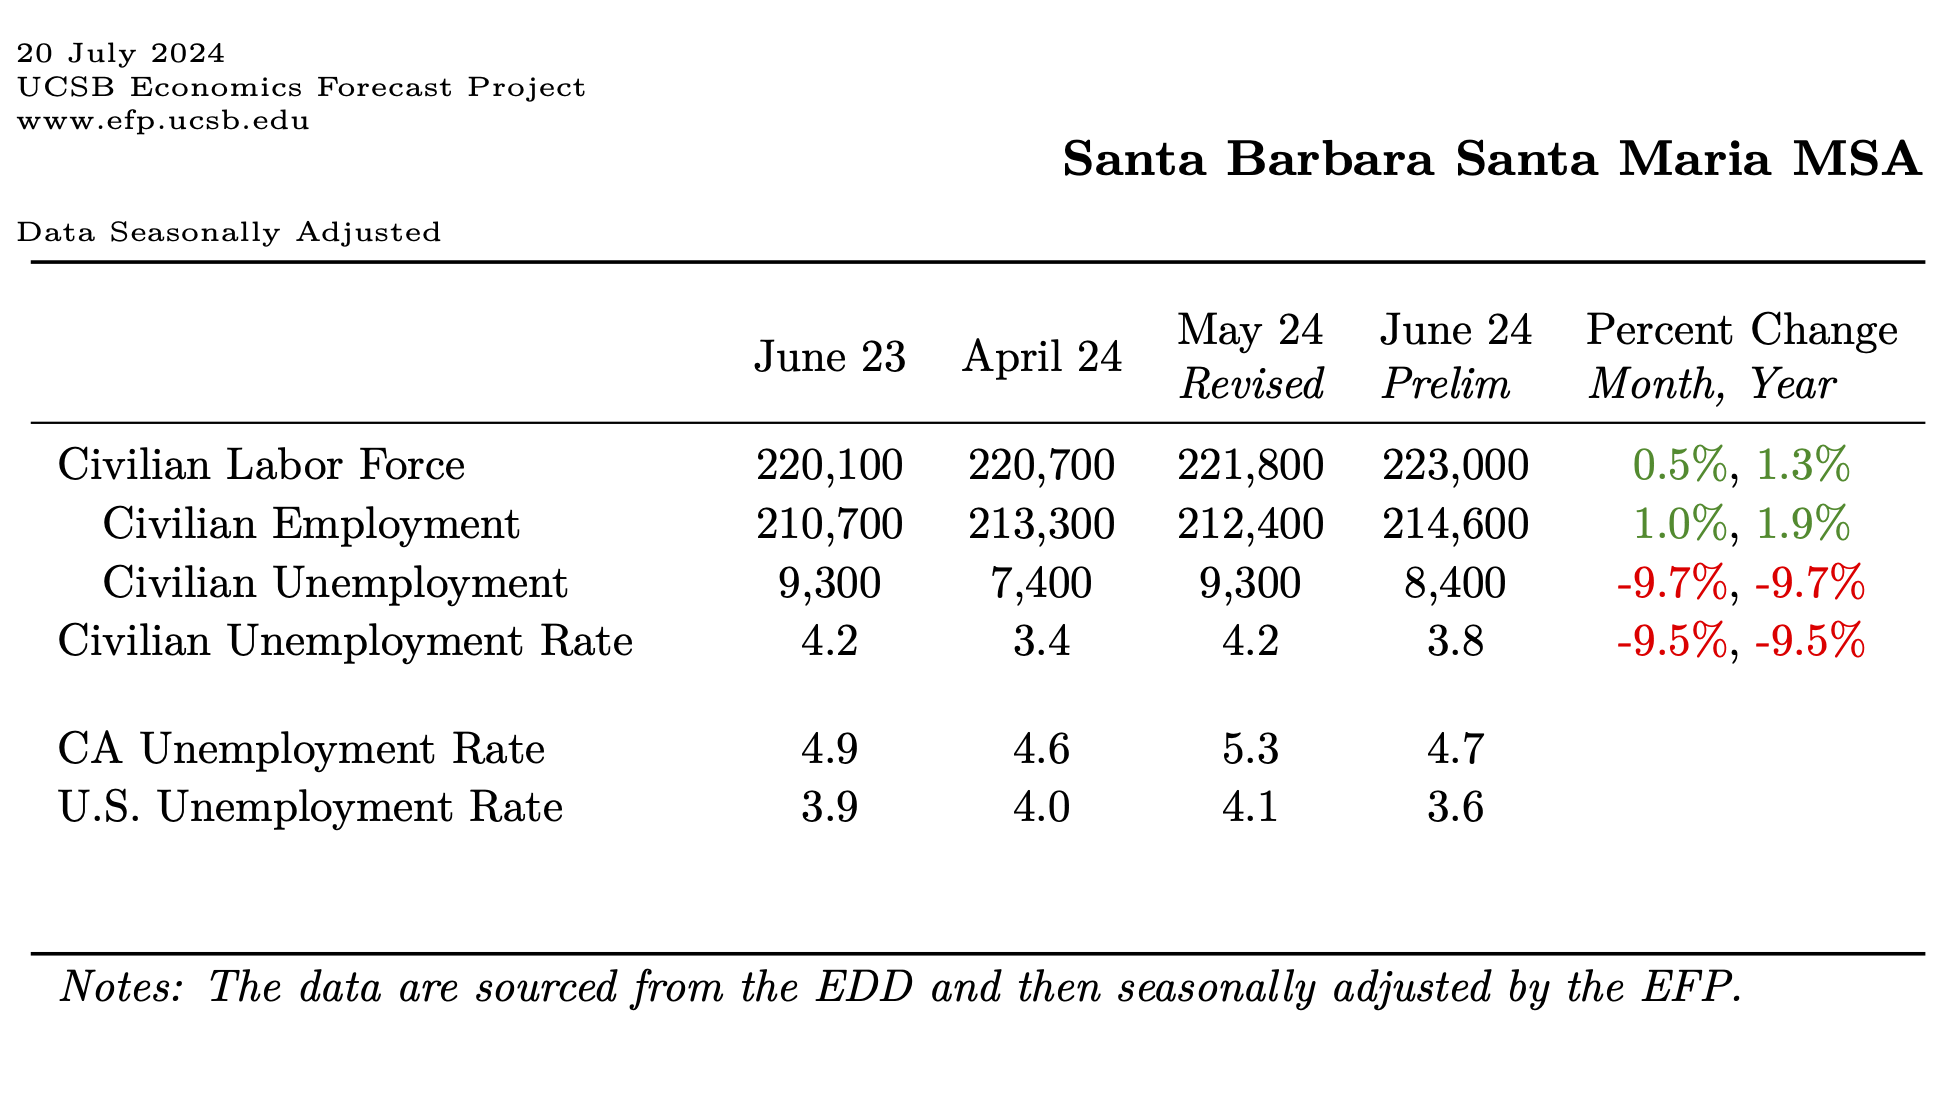 20 July 2024
UCSB Economics Forecast Project
www.efp.ucsb.edu
Santa Barbara Santa Maria MSA
Data Seasonally Adjusted
June 23 April 24 May 24 Revised June 24 Prelim Percent Change Month, Year
Civilian Labor Force 220,100 220,700 221,800 223,000 0.5%, 1.3%
Civilian Employment 210,700 213,300 212,400 214,600 1.0%, 1.9%
Civilian Unemployment 9,300 7,400 9,300 8,400 -9.7%, -9.7%
Civilian Unemployment Rate 4.2 3.4 4.2 3.8 -9.5%, -9.5%
CA Unemployment Rate 4.9 4.6 5.3 4.7
U.S. Unemployment Rate 3.9 4.0 4.1 3.6
Notes: The data are sourced from the EDD and then seasonally adjusted by the EFP.